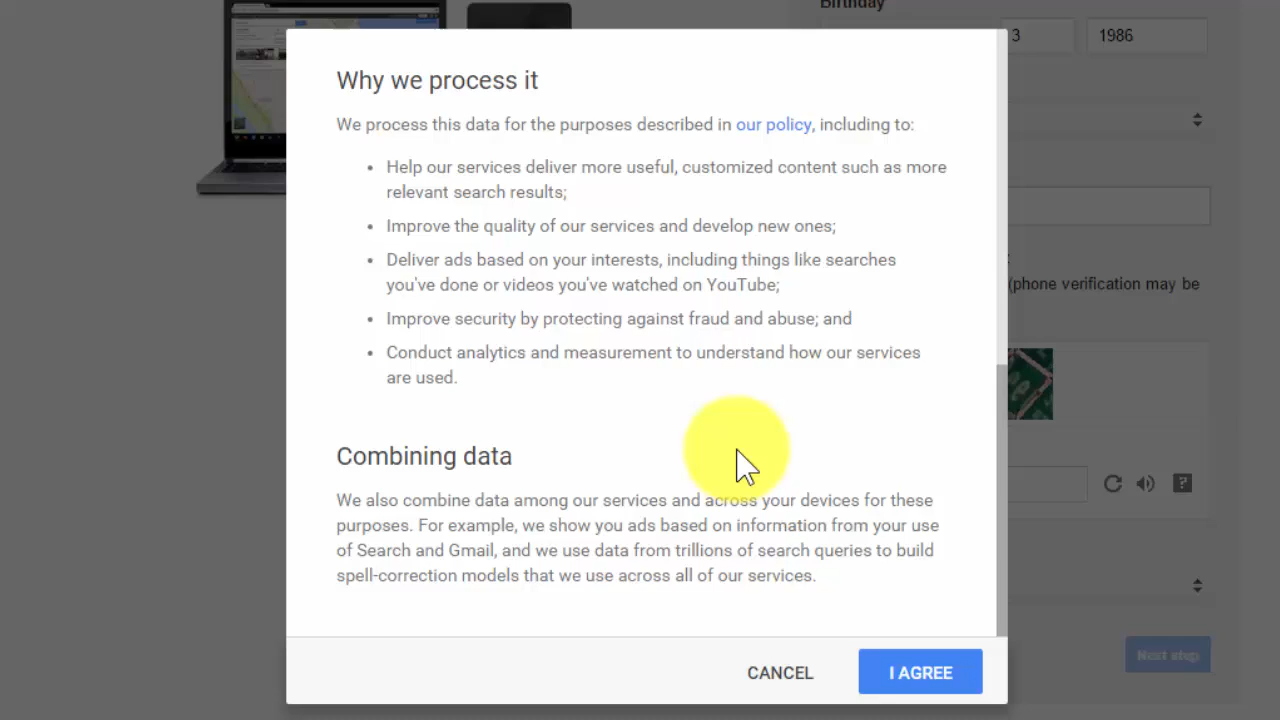 Birthday
3
1986
Why we process it
We process this data for the purposes described in our policy, including to:
• Help our services deliver more useful, customized content such as more
relevant search results;
• Improve the quality of our services and develop new ones;
• Deliver ads based on your interests, including things like searches
you've done or videos you've watched on YouTube;
(phone verification may be
• Improve security by protecting against fraud and abuse; and
• Conduct analytics and measurement to understand how our services
are used.
Combining data
We also combine data among our services and across your devices for these
purposes. For example, we show you ads based on information from your use
of Search and Gmail, and we use data from trillions of search queries to build
spell-correction models that we use across all of our services.
?
Next step
CANCEL
I AGREE